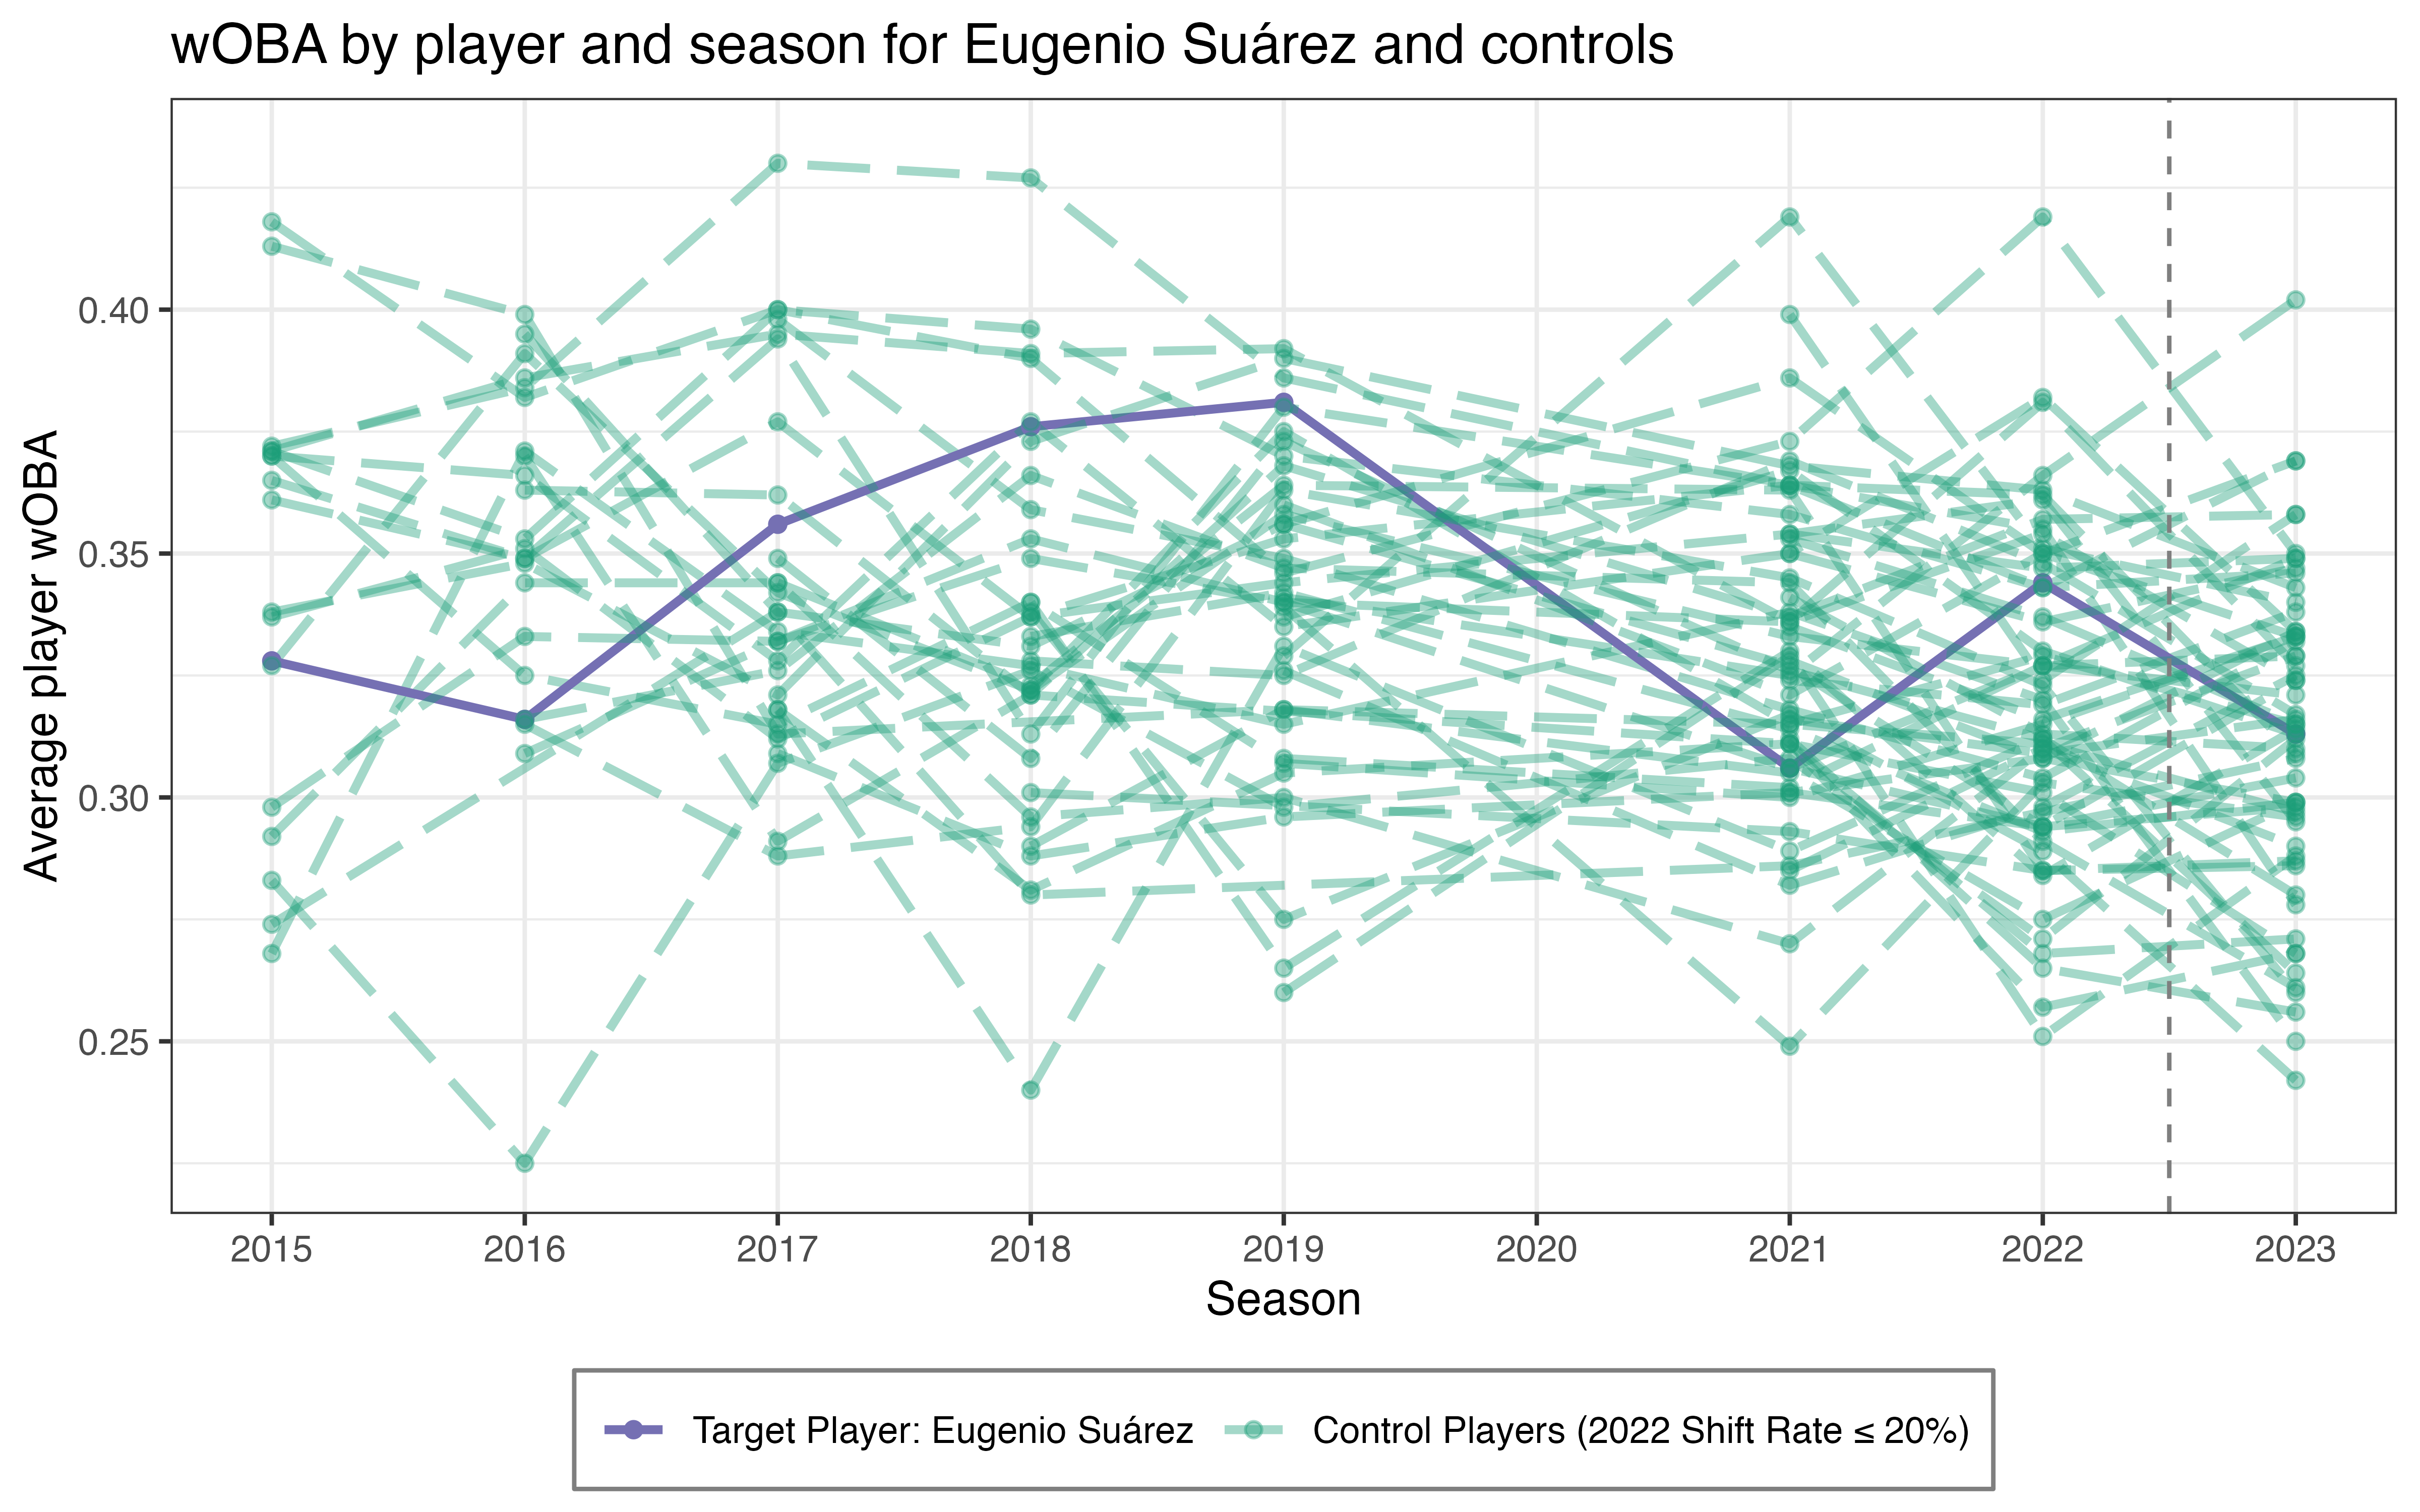 wOBA by player and season for Eugenio Suárez and controls
Average player wOBA
0.40
0.35
0.30
0.25
2015 2016 2017 2018 2019 2020 2021 2022 2023
Season
Target Player: Eugenio Suárez Control Players (2022 Shift Rate ≤ 20%)